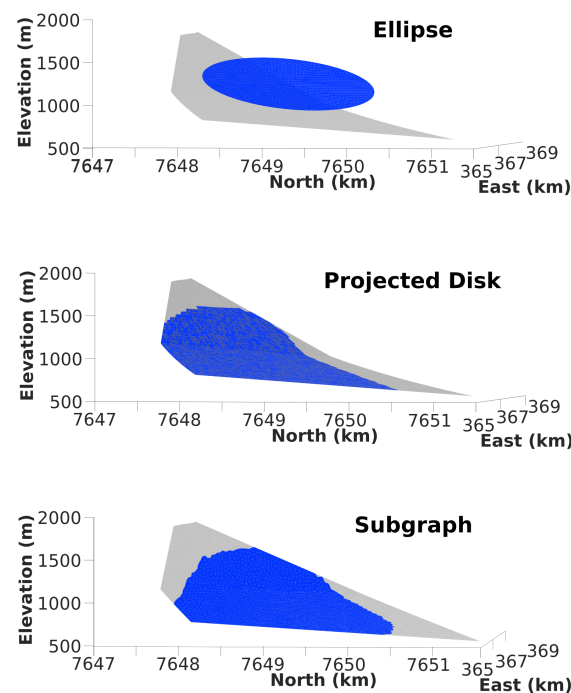 Ellipse
Elevation (m)
2000
1500
1000
500
7647 7648 7649 7650 7651 365 367 369
North (km)
East (km)
Projected Disk
Elevation (m)
2000
1500
1000
500
7647 7648 7649 7650 7651 365 367 369
North (km)
East (km)
Subgraph
Elevation (m)
2000
1500
1000
500
7647 7648 7649 7650 7651 365 367 369
North (km)
East (km)